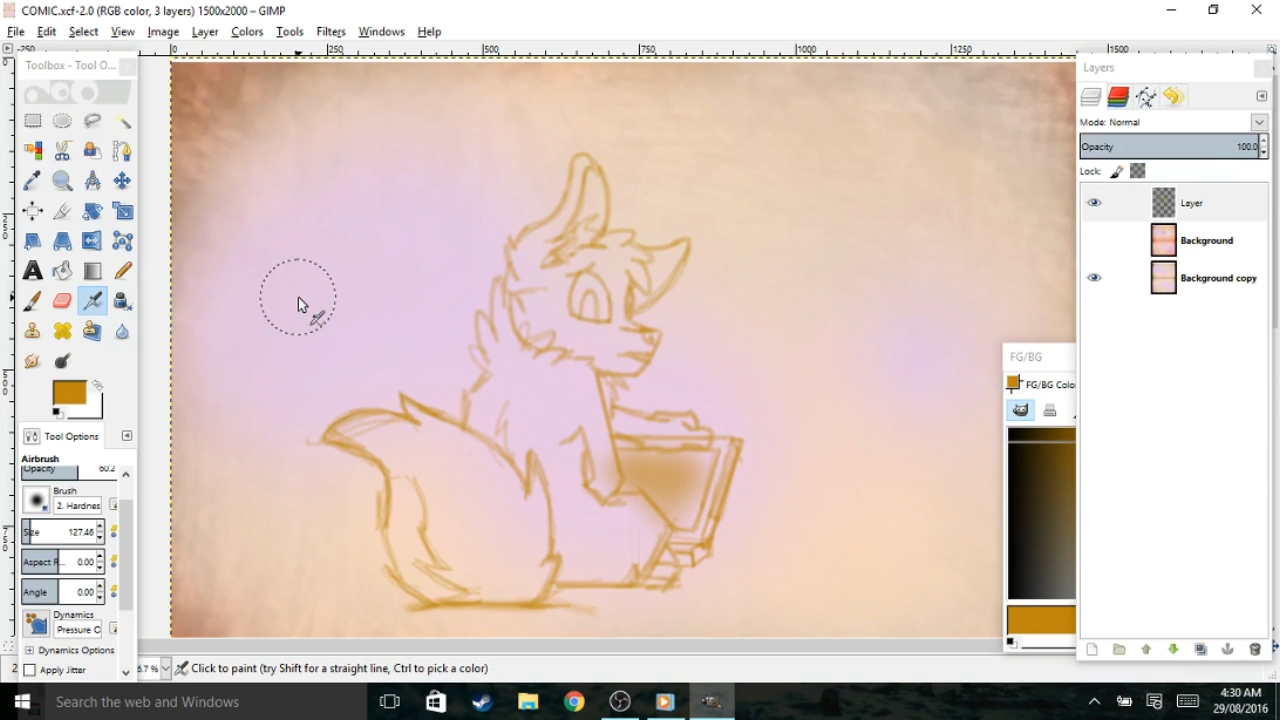 COMIC.xcf-2.0 (RGB color, 3 layers) 1500x2000 – GIMP
File Edit Select View Image Layer Colors Tools Filters Windows Help
0 250 500 750 1000 1250 1500
Toolbox - Tool O...
Tool Options
Airbrush
Opacity 60.2
Brush
2. Hardnes
Size 127.46
Aspect R... 0.00
Angle 0.00
Dynamics
Pressure O
Dynamics Options
Apply Jitter
Layers
Mode: Normal
Opacity 100.0
Lock:
Layer
Background
Background copy
FG/BG
FG/BG Colo
Click to paint (try Shift for a straight line, Ctrl to pick a color)
Search the web and Windows
4:30 AM
29/08/2016